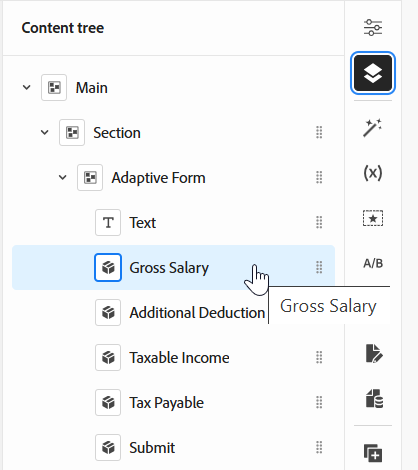 Content tree
Main
Section
Adaptive Form
T Text
Gross Salary
Additional Deduction
Gross Salary
Taxable Income
Tax Payable
Submit
(x)
A/B